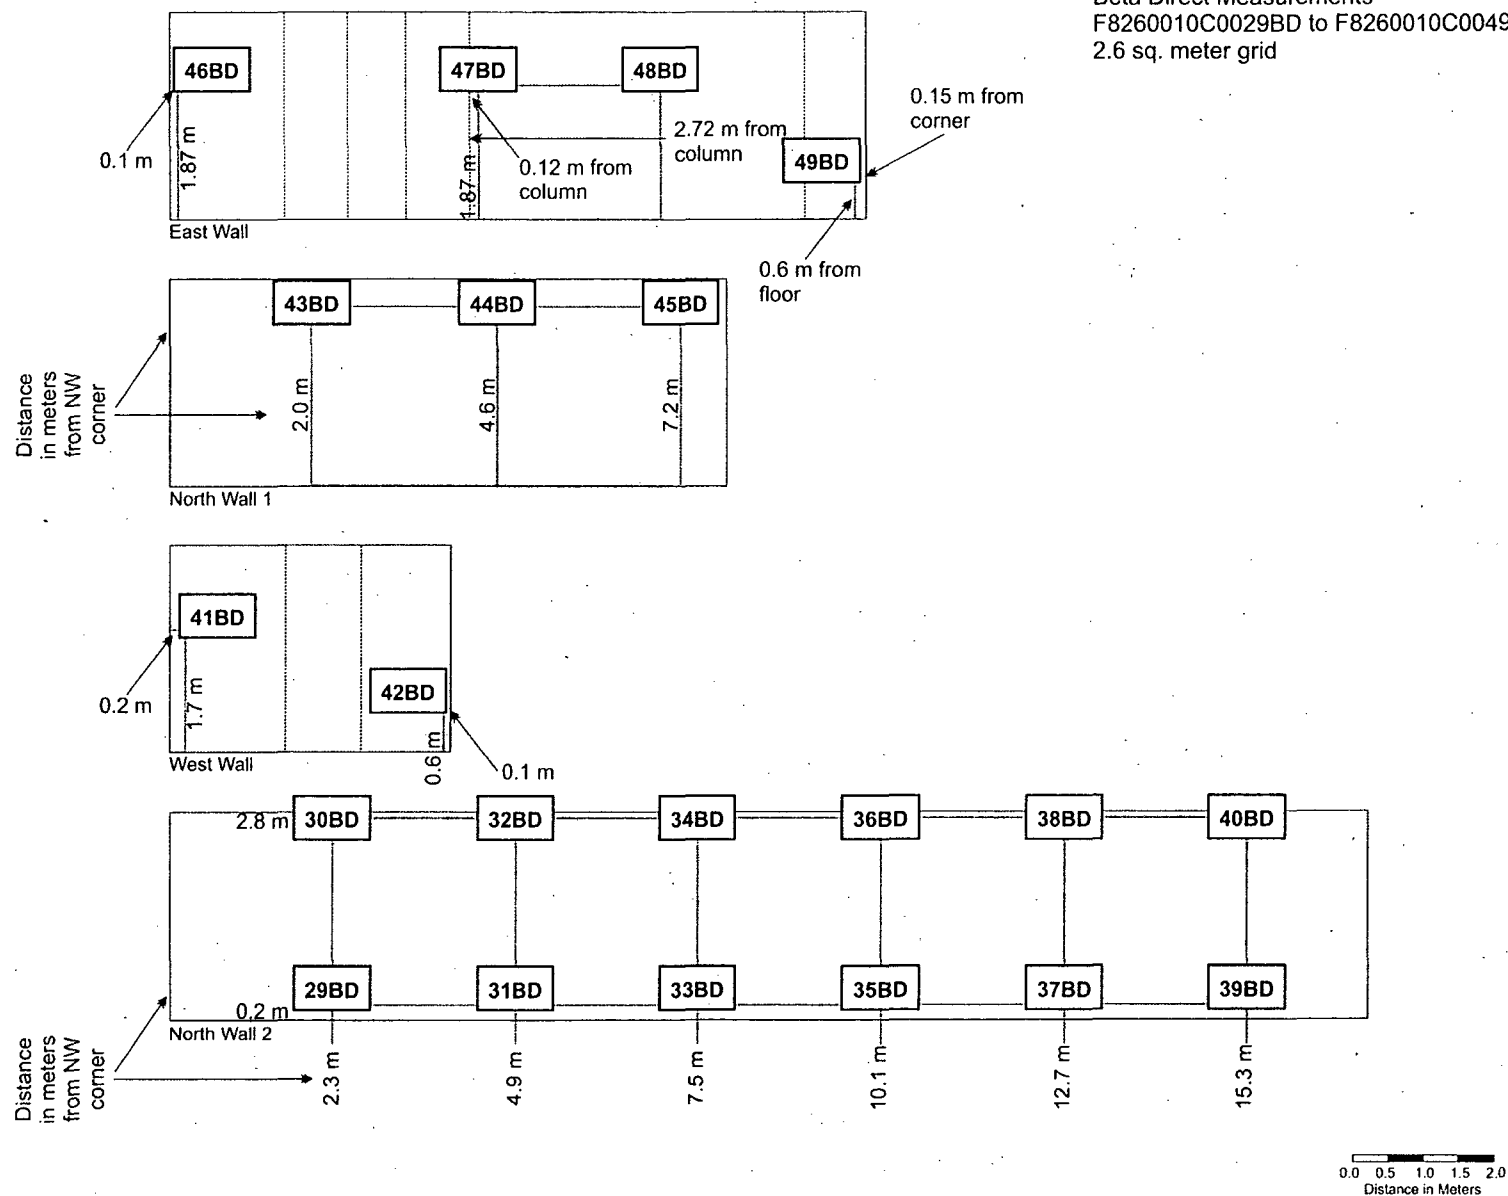 Beta Direct Measurements
F8260010C0029BD to F8260010C0049
2.6 sq. meter grid
46BD
47BD
48BD
49BD
0.1 m
1.87 m
1.87 m
0.12 m from
column
2.72 m from
column
0.15 m from
corner
0.6 m from
floor
East Wall
43BD
44BD
45BD
Distance
in meters
from NW
corner
2.0 m
4.6 m
7.2 m
North Wall 1
41BD
42BD
0.2 m
1.7 m
0.6 m
0.1 m
West Wall
2.8 m
30BD
32BD
34BD
36BD
38BD
40BD
0.2 m
29BD
31BD
33BD
35BD
37BD
39BD
North Wall 2
Distance
in meters
from NW
corner
2.3 m
4.9 m
7.5 m
10.1 m
12.7 m
15.3 m
0.0 0.5 1.0 1.5 2.0
Distance in Meters